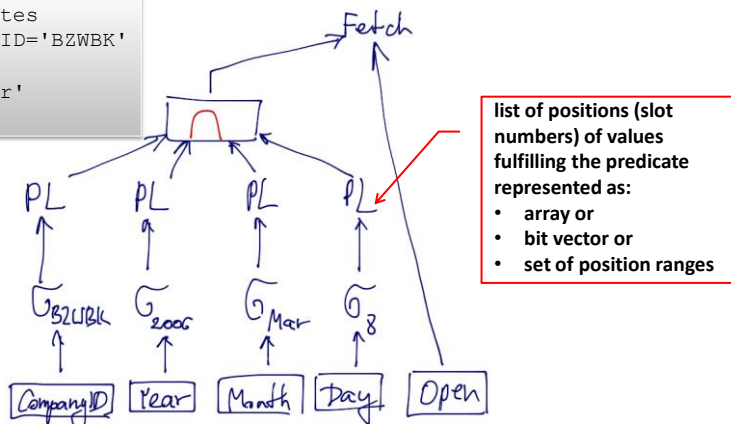 tes
ID='BZWBK'
r'
Fetch
list of positions (slot
numbers) of values
fulfilling the predicate
represented as:
• array or
• bit vector or
• set of position ranges
PL PL PL PL
σBZWBK σ2006 σMar σ8
CompanyID Year Month Day Open